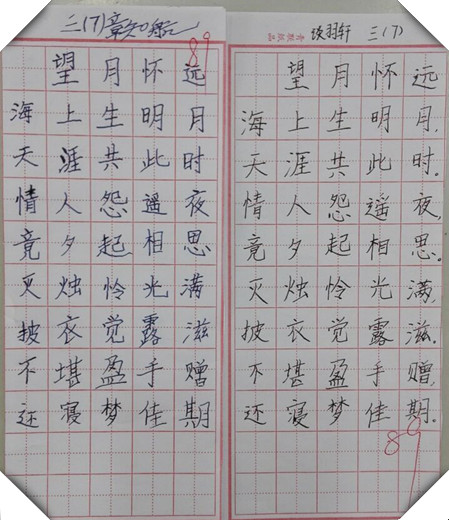 三(7)章知
89
望月怀远
海上生明月
天涯共此时
情人怨遥夜
竟夕起相思
灭烛怜光满
披衣觉露滋
不堪盈手赠
还寝梦佳期
羽轩 三(7)
望月怀远
海上生明月,
天涯共此时.
情人怨遥夜,
竟夕起相思.
灭烛怜光满,
披衣觉露滋.
不堪盈手赠,
还寝梦佳期.
89